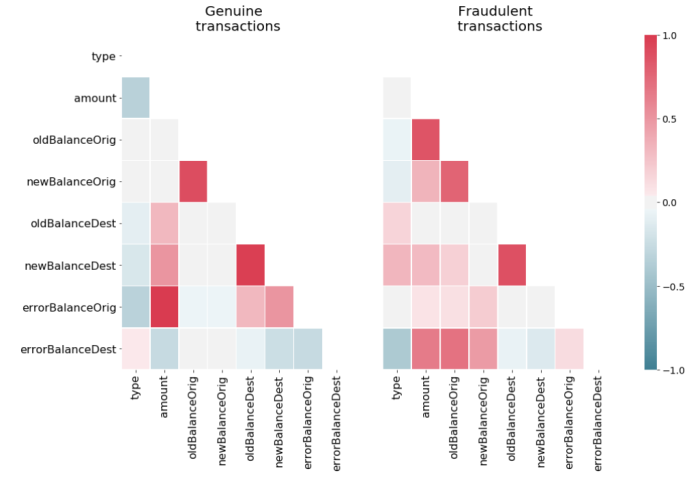 Genuine
transactions
Fraudulent
transactions
type
amount
oldBalanceOrig
newBalanceOrig
oldBalanceDest
newBalanceDest
errorBalanceOrig
errorBalanceDest
type
amount
oldBalanceOrig
newBalanceOrig
oldBalanceDest
newBalanceDest
errorBalanceOrig
errorBalanceDest
type
amount
oldBalanceOrig
newBalanceOrig
oldBalanceDest
newBalanceDest
errorBalanceOrig
errorBalanceDest
1.0
0.5
0.0
−0.5
−1.0